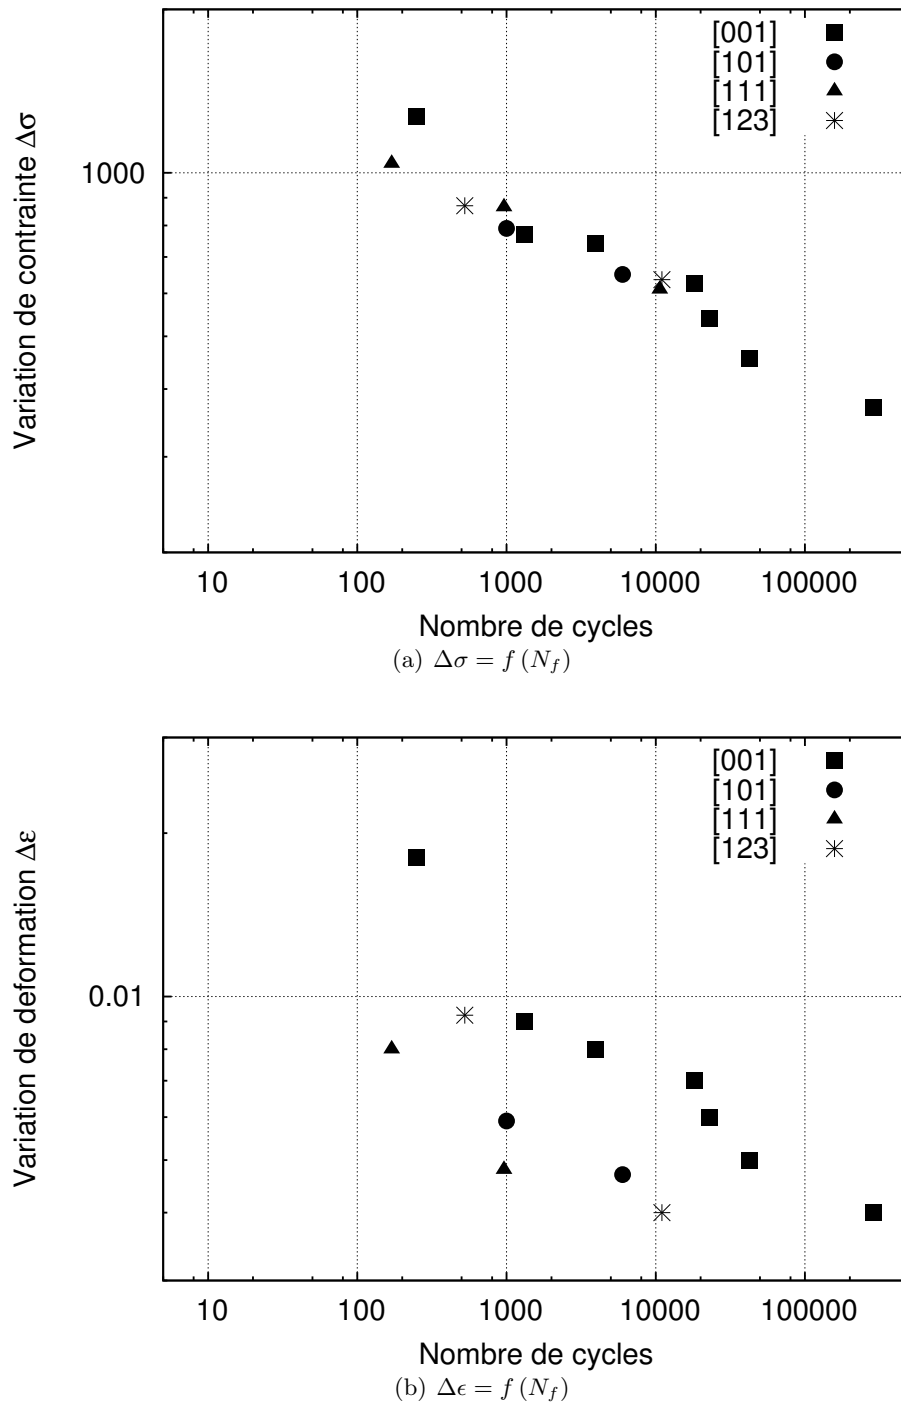 [001]
[101]
[111]
[123]
Variation de contrainte Δσ
1000
10 100 1000 10000 100000
Nombre de cycles
(a) Δσ = f (N_f)
[001]
[101]
[111]
[123]
Variation de deformation Δε
0.01
10 100 1000 10000 100000
Nombre de cycles
(b) Δϵ = f (N_f)